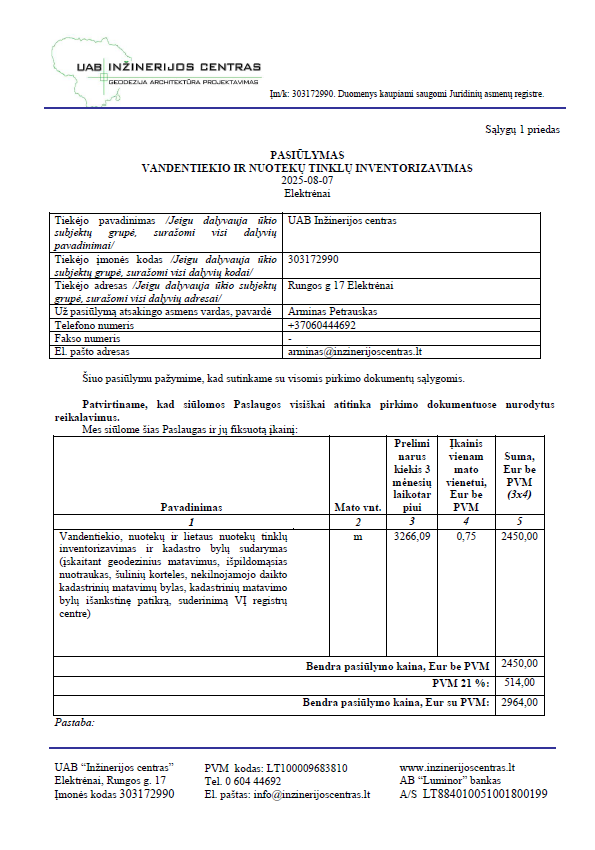 UAB INŽINERIJOS CENTRAS
GEODEZIJA ARCHITEKTŪRA PROJEKTAVIMAS
Įm/k: 303172990. Duomenys kaupiami saugomi Juridinių asmenų registre.
Sąlygų 1 priedas
PASIŪLYMAS
VANDENTIEKIO IR NUOTEKŲ TINKLŲ INVENTORIZAVIMAS
2025-08-07
Elektrėnai
Tiekėjo pavadinimas /Jeigu dalyvauja ūkio
subjektų grupė, surašomi visi dalyvių
pavadinimai/
UAB Inžinerijos centras
Tiekėjo įmonės kodas /Jeigu dalyvauja ūkio
subjektų grupė, surašomi visi dalyvių kodai/
303172990
Tiekėjo adresas /Jeigu dalyvauja ūkio subjektų
grupė, surašomi visi dalyvių adresai/
Rungos g 17 Elektrėnai
Už pasiūlymą atsakingo asmens vardas, pavardė
Arminas Petrauskas
Telefono numeris
+37060444692
Fakso numeris
-
El. pašto adresas
arminas@inzinerijoscentras.lt
Šiuo pasiūlymu pažymime, kad sutinkame su visomis pirkimo dokumentų sąlygomis.
Patvirtiname, kad siūlomos Paslaugos visiškai atitinka pirkimo dokumentuose nurodytus
reikalavimus.
Mes siūlome šias Paslaugas ir jų fiksuotą įkainį:
Pavadinimas
Mato vnt.
Prelimi
narus
kiekis 3
mėnesių
laikotar
piui
Įkainis
vienam
mato
vienetui,
Eur be
PVM
Suma,
Eur be
PVM
(3x4)
1 2 3 4 5
Vandentiekio, nuotekų ir lietaus nuotekų tinklų
inventorizavimas ir kadastro bylų sudarymas
(įskaitant geodezinius matavimus, išpildomąsias
nuotraukas, šulinių korteles, nekilnojamojo daikto
kadastrinių matavimų bylas, kadastrinių matavimo
bylų išankstinę patikrą, suderinimą VĮ registrų
centre)
m
3266,09
0,75
2450,00
Bendra pasiūlymo kaina, Eur be PVM 2450,00
PVM 21 %: 514,00
Bendra pasiūlymo kaina, Eur su PVM: 2964,00
Pastaba:
UAB “Inžinerijos centras”
Elektrėnai, Rungos g. 17
Įmonės kodas 303172990
PVM kodas: LT100009683810
Tel. 0 604 44692
El. paštas: info@inzinerijoscentras.lt
www.inzinerijoscentras.lt
AB “Luminor” bankas
A/S LT884010051001800199